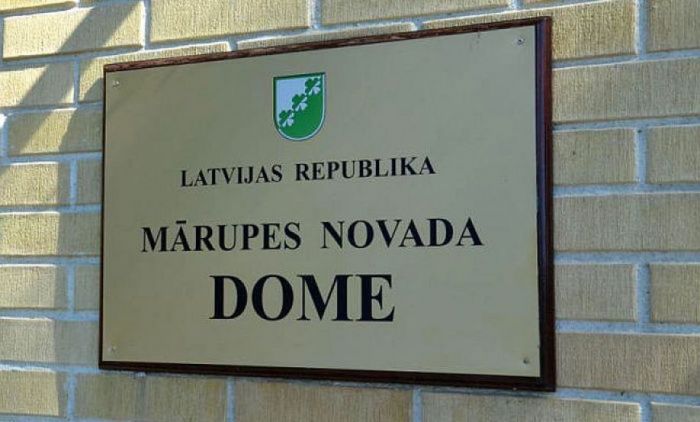 LATVIJAS REPUBLIKA
MĀRUPES NOVADA
DOME